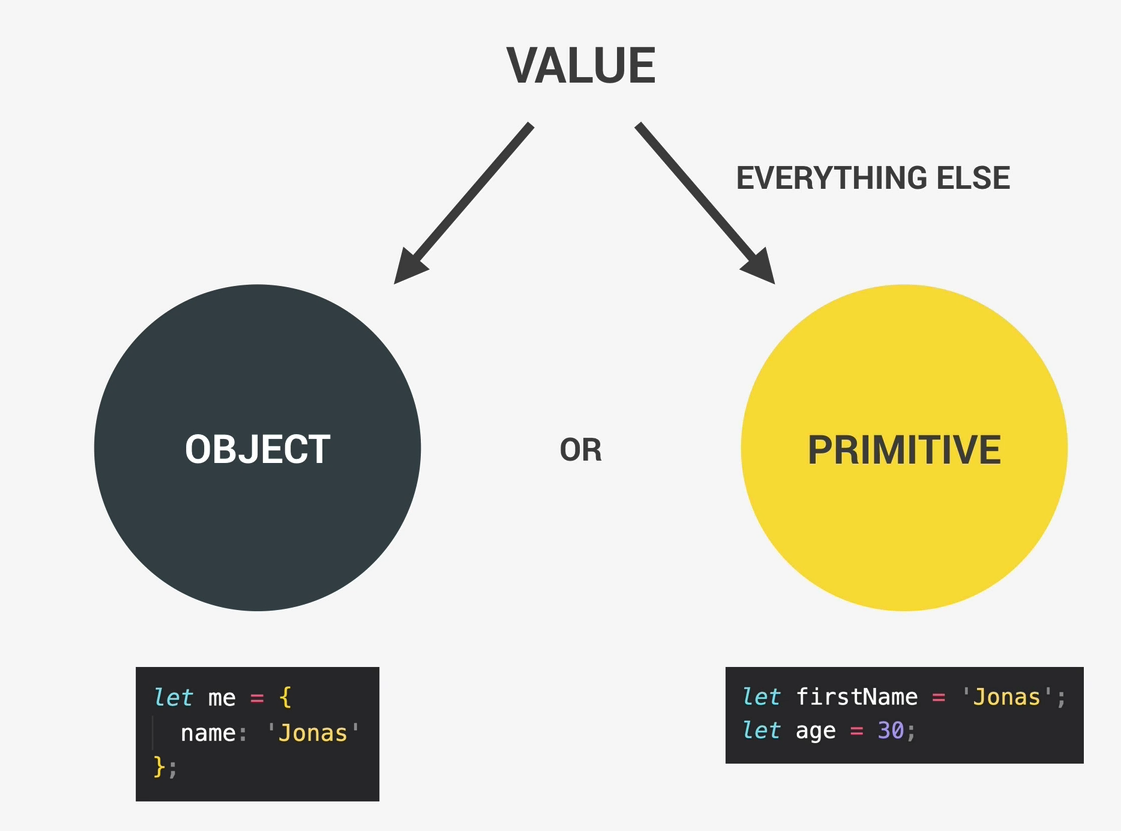 VALUE
EVERYTHING ELSE
OBJECT
OR
PRIMITIVE
let me = {
  name: 'Jonas'
};
let firstName = 'Jonas';
let age = 30;